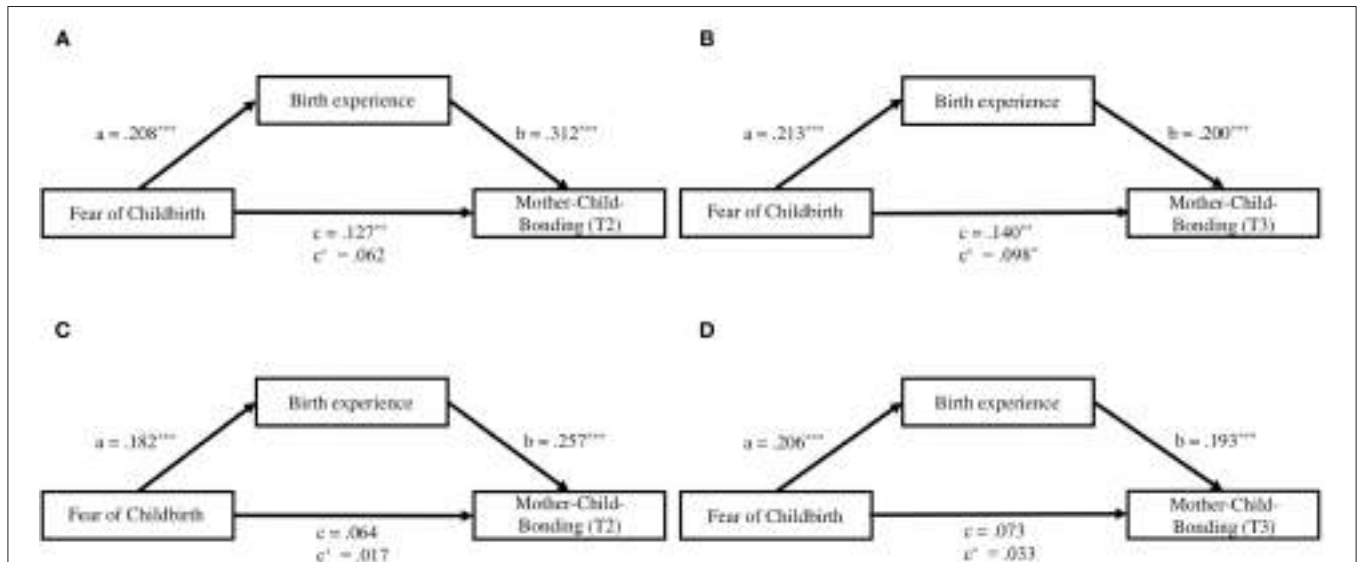 A
Birth experience
a = .208***
b = .312***
Fear of Childbirth
Mother-Child-
Bonding (T2)
c = .127**
c' = .062
B
Birth experience
a = .213***
b = .200***
Fear of Childbirth
Mother-Child-
Bonding (T3)
c = .140**
c' = .098*
C
Birth experience
a = .182***
b = .257***
Fear of Childbirth
Mother-Child-
Bonding (T2)
c = .064
c' = .017
D
Birth experience
a = .206***
b = .193***
Fear of Childbirth
Mother-Child-
Bonding (T3)
c = .073
c' = .033